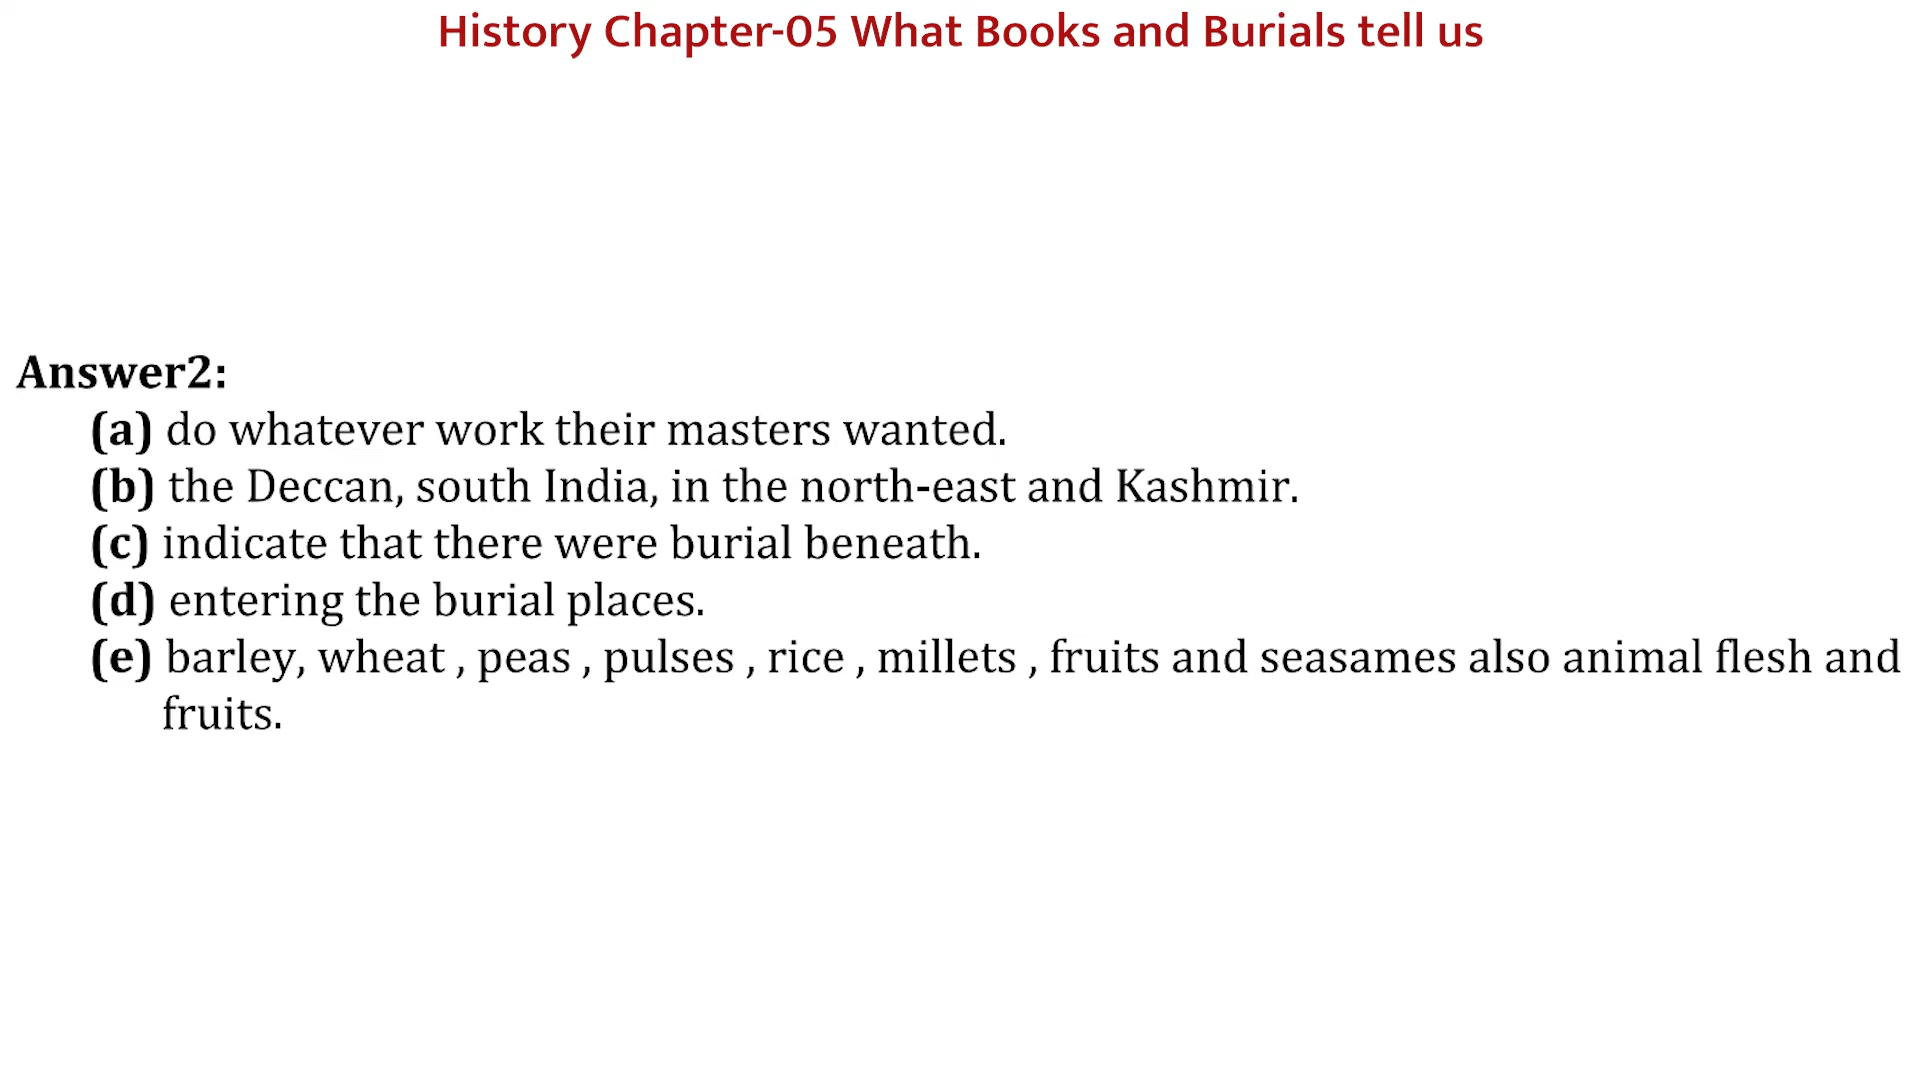 History Chapter-05 What Books and Burials tell us
Answer2:
(a) do whatever work their masters wanted.
(b) the Deccan, south India, in the north-east and Kashmir.
(c) indicate that there were burial beneath.
(d) entering the burial places.
(e) barley, wheat , peas , pulses , rice , millets , fruits and seasames also animal flesh and
fruits.